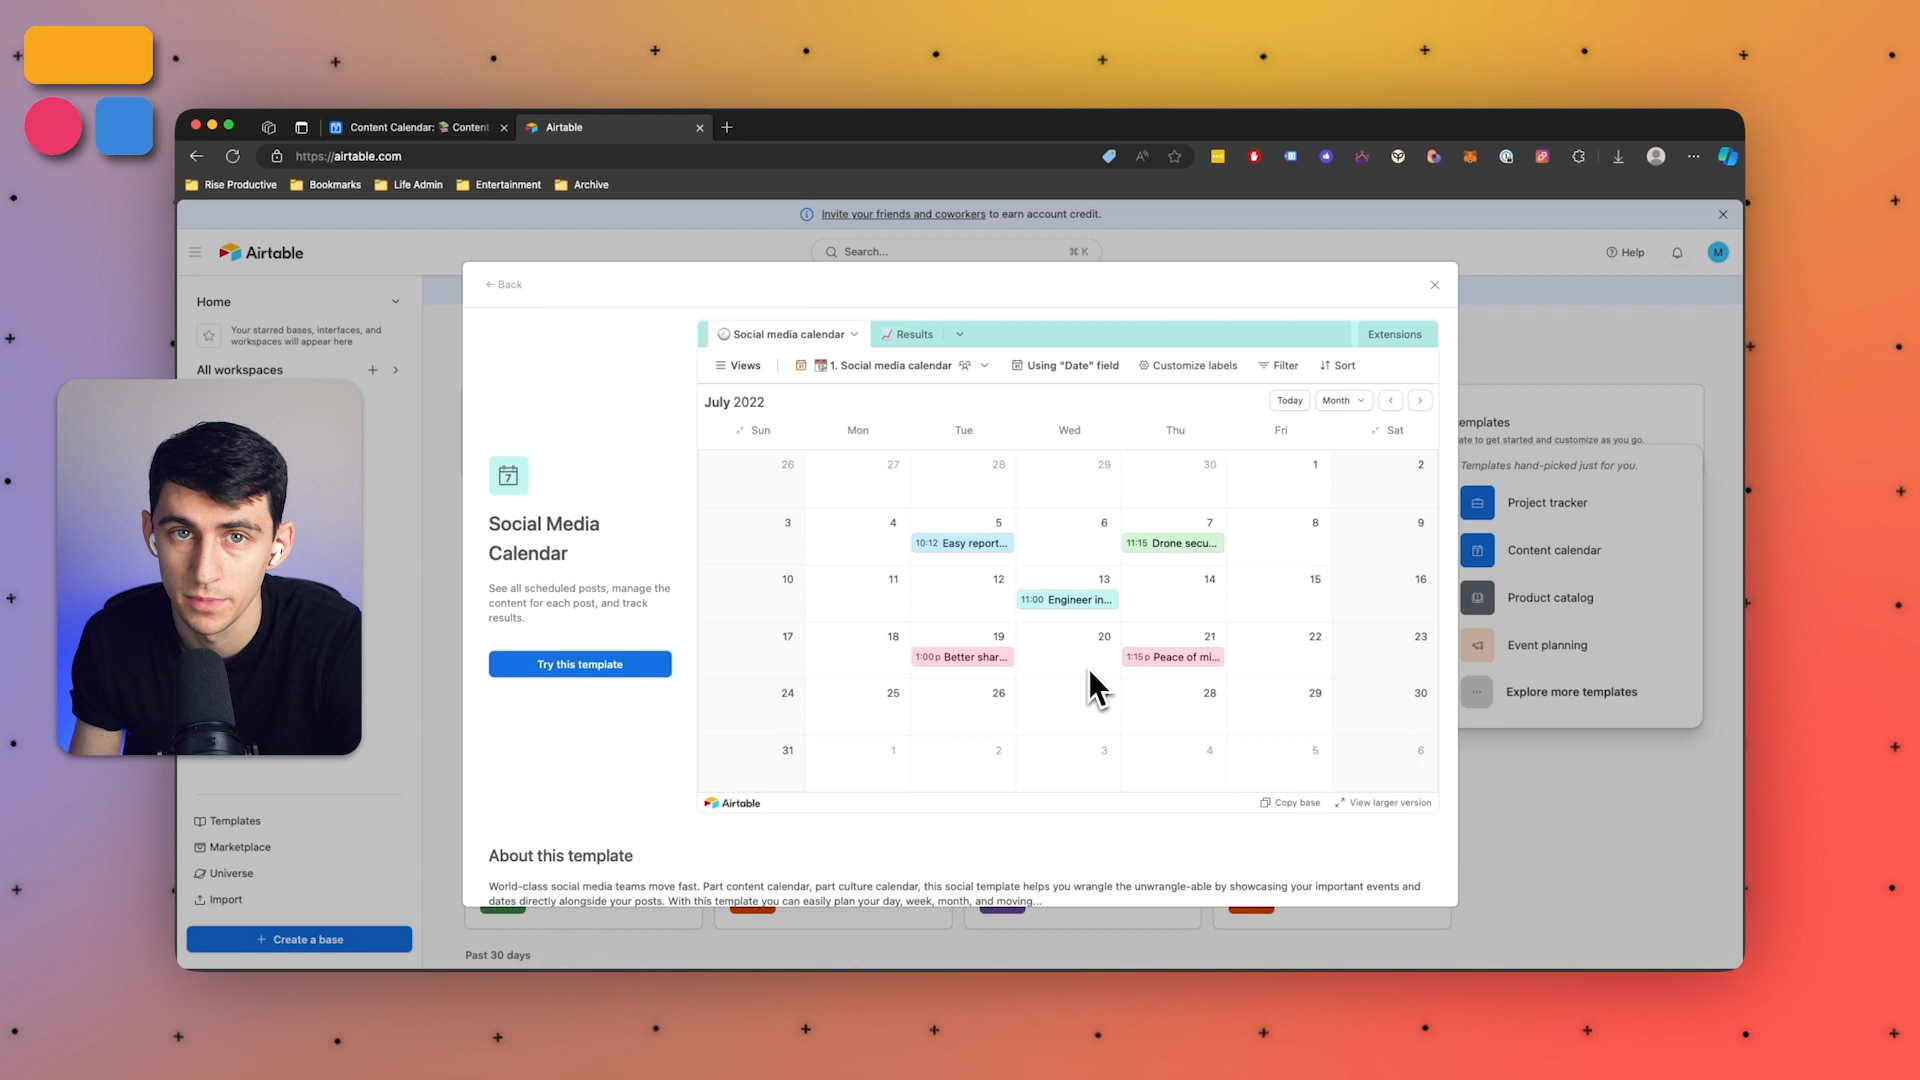 Content Calendar: 📚 Content
Airtable
https://airtable.com
Rise Productive
Bookmarks
Life Admin
Entertainment
Archive
Invite your friends and coworkers to earn account credit.
Airtable
Search...
⌘ K
Help
M
Home
Your starred bases, interfaces, and
workspaces will appear here
All workspaces
Templates
Marketplace
Universe
Import
+ Create a base
← Back
Social Media
Calendar
See all scheduled posts, manage the
content for each post, and track
results.
Try this template
Social media calendar
Results
Extensions
Views
1. Social media calendar
Using "Date" field
Customize labels
Filter
Sort
July 2022
Today
Month
Sun Mon Tue Wed Thu Fri Sat
26 27 28 29 30 1 2
3 4 5 6 7 8 9
10:12 Easy report...
11:15 Drone secu...
10 11 12 13 14 15 16
11:00 Engineer in...
17 18 19 20 21 22 23
1:00p Better shar...
1:15p Peace of mi...
24 25 26 28 29 30
31 1 2 3 4 5 6
Airtable
Copy base
View larger version
About this template
World-class social media teams move fast. Part content calendar, part culture calendar, this social template helps you wrangle the unwrangle-able by showcasing your important events and
dates directly alongside your posts. With this template you can easily plan your day, week, month, and moving...
emplates
ate to get started and customize as you go.
Templates hand-picked just for you.
Project tracker
Content calendar
Product catalog
Event planning
Explore more templates
Past 30 days